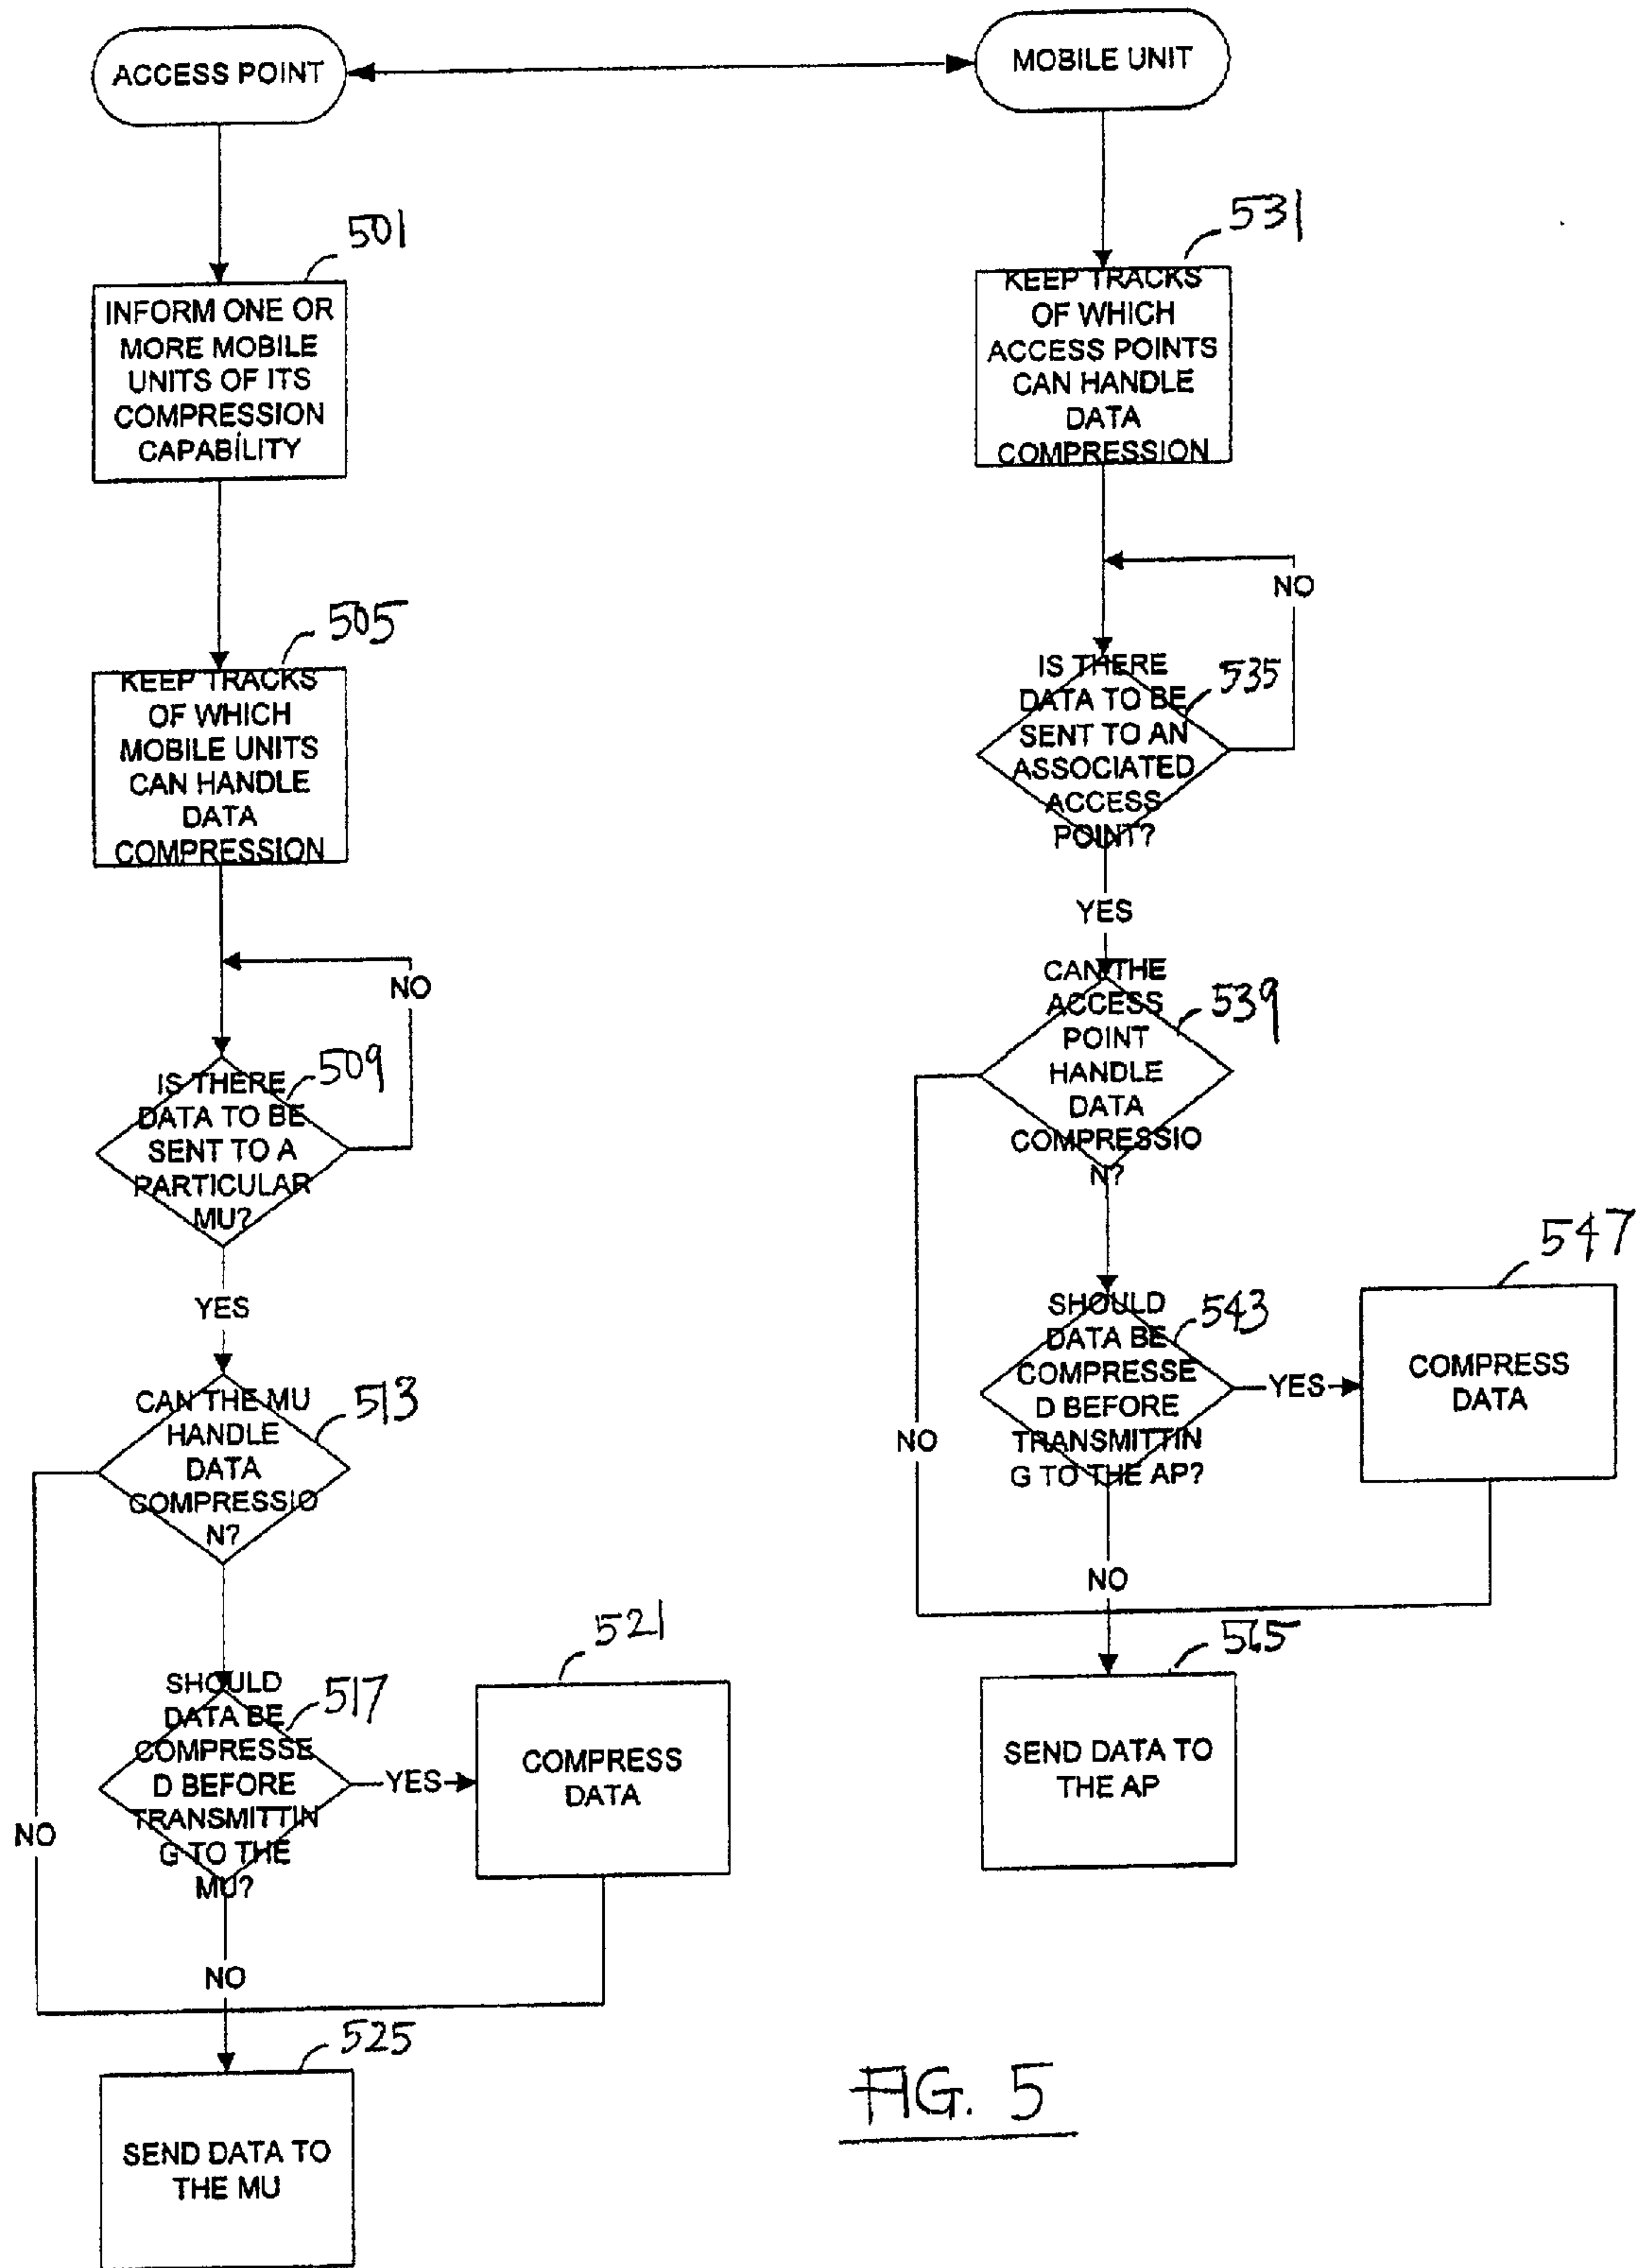 ACCESS POINT
501
INFORM ONE OR
MORE MOBILE
UNITS OF ITS
COMPRESSION
CAPABILITY
505
KEEP TRACKS
OF WHICH
MOBILE UNITS
CAN HANDLE
DATA
COMPRESSION
NO
IS THERE
DATA TO BE
SENT TO A
PARTICULAR
MU?
509
YES
CAN THE MU
HANDLE
DATA
COMPRESSIO
N?
513
NO
SHOULD
DATA BE
COMPRESSE
D BEFORE
TRANSMITTIN
G TO THE
MU?
517
YES
521
COMPRESS
DATA
NO
525
SEND DATA TO
THE MU
MOBILE UNIT
531
KEEP TRACKS
OF WHICH
ACCESS POINTS
CAN HANDLE
DATA
COMPRESSION
NO
IS THERE
DATA TO BE
SENT TO AN
ASSOCIATED
ACCESS
POINT?
535
YES
CAN THE
ACCESS
POINT
HANDLE
DATA
COMPRESSIO
N?
539
NO
SHOULD
DATA BE
COMPRESSE
D BEFORE
TRANSMITTIN
G TO THE AP?
543
YES
547
COMPRESS
DATA
NO
SEND DATA TO
THE AP
FIG. 5